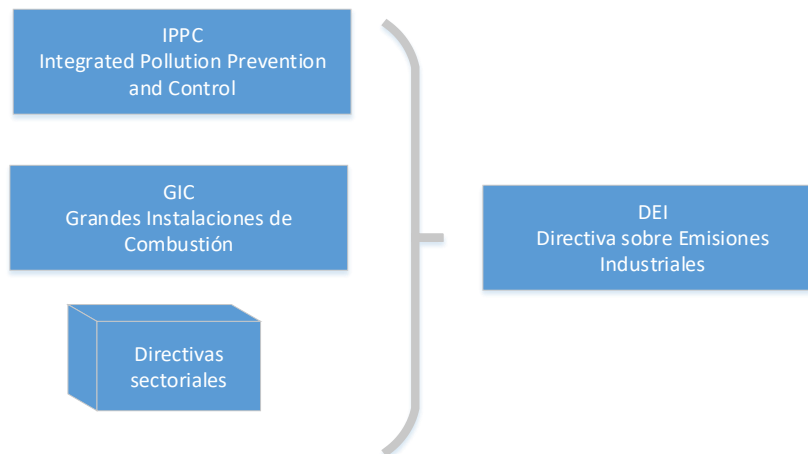 IPPC
Integrated Pollution Prevention
and Control
GIC
Grandes Instalaciones de
Combustión
DEI
Directiva sobre Emisiones
Industriales
Directivas
sectoriales